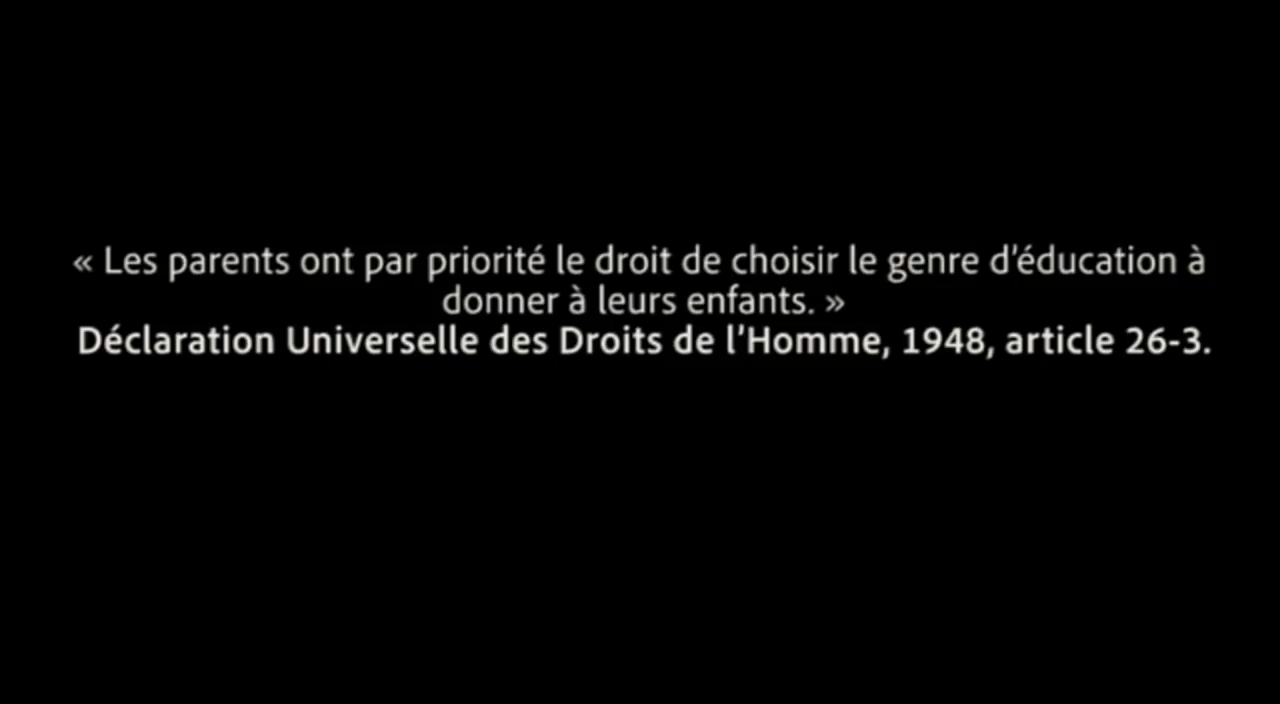 « Les parents ont par priorité le droit de choisir le genre d’éducation à
donner à leurs enfants. »
Déclaration Universelle des Droits de l’Homme, 1948, article 26-3.